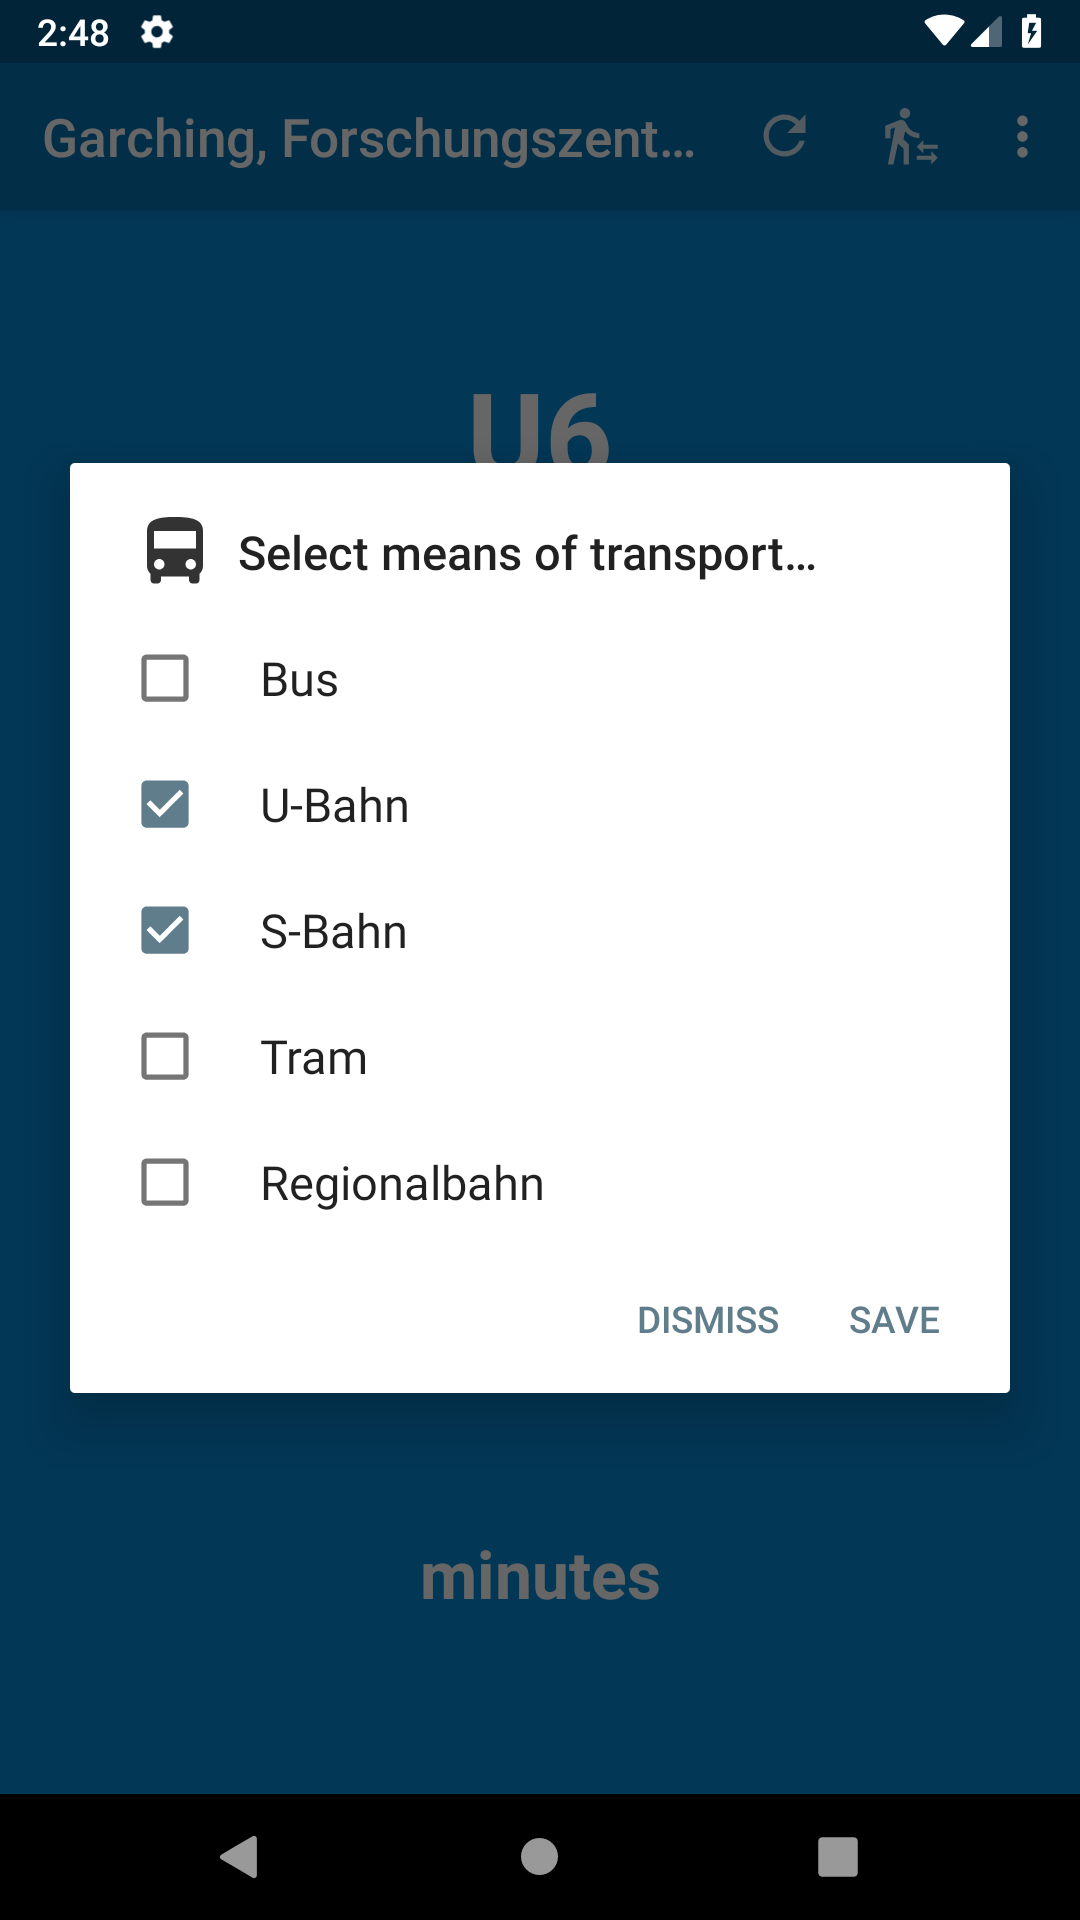 2:48
Garching, Forschungszent...
U6
Select means of transport...
Bus
U-Bahn
S-Bahn
Tram
Regionalbahn
DISMISS SAVE
minutes